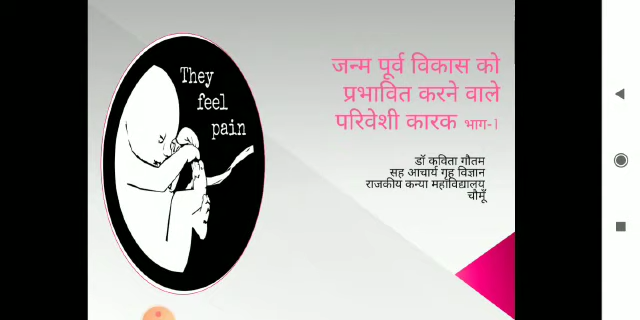 They
feel
pain
जन्म पूर्व विकास को
प्रभावित करने वाले
परिवेशी कारक भाग-1
डॉ कविता गौतम
सह आचार्य गृह विज्ञान
राजकीय कन्या महाविद्यालय
चौमूँ